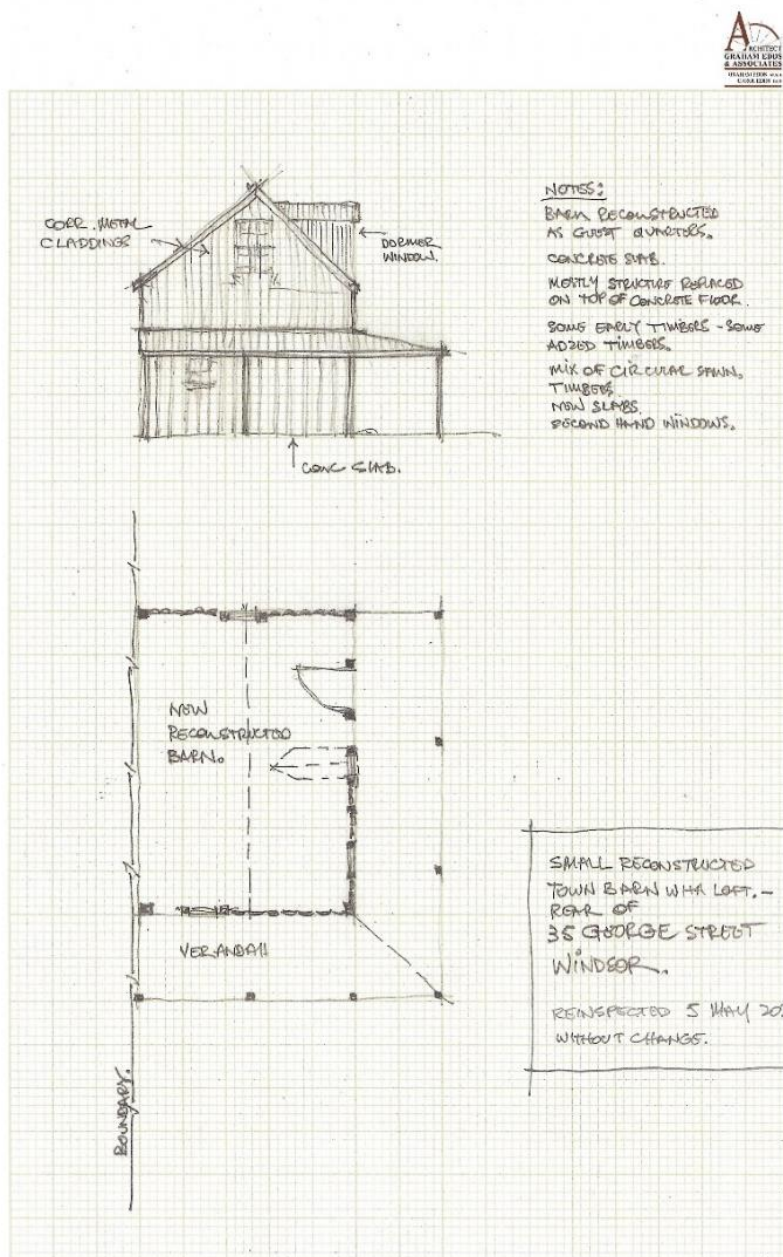 ARCHITECT
GRAHAM EDDS
& ASSOCIATES
NOTES:
BARN RECONSTRUCTED
AS GUEST QUARTERS.
CONCRETE SLAB.
MOSTLY STRUCTURE REPLACED
ON TOP OF CONCRETE FLOOR.
SOME EARLY TIMBERS - SOME
ADZED TIMBERS.
MIX OF CIRCULAR SAWN,
TIMBERS
NEW SLABS.
SECOND HAND WINDOWS.
CORR. METAL
CLADDINGS
DORMER
WINDOW.
CONC SLAB.
NEW
RECONSTRUCTED
BARN.
VERANDAH
BOUNDARY.
SMALL RECONSTRUCTED
TOWN BARN WITH LOFT. -
REAR OF
35 GEORGE STREET
WINDSOR.
REINSPECTED 5 MAY 20
WITHOUT CHANGE.